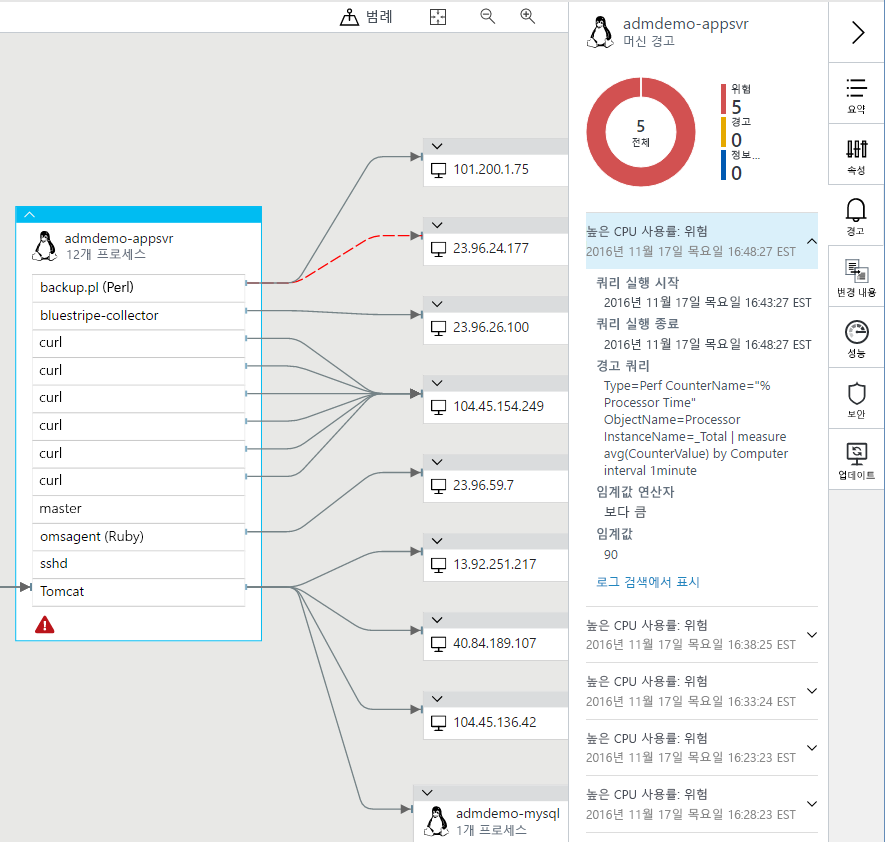 범례
admdemo-appsvr
12개 프로세스
backup.pl (Perl)
bluestripe-collector
curl
curl
curl
curl
curl
curl
master
omsagent (Ruby)
sshd
Tomcat
101.200.1.75
23.96.24.177
23.96.26.100
104.45.154.249
23.96.59.7
13.92.251.217
40.84.189.107
104.45.136.42
admdemo-mysql
1개 프로세스
admdemo-appsvr
머신 경고
5
전체
위험
5
경고
0
정보...
0
높은 CPU 사용률: 위험
2016년 11월 17일 목요일 16:48:27 EST
쿼리 실행 시작
2016년 11월 17일 목요일 16:43:27 EST
쿼리 실행 종료
2016년 11월 17일 목요일 16:48:27 EST
경고 쿼리
Type=Perf CounterName="%
Processor Time"
ObjectName=Processor
InstanceName=_Total | measure
avg(CounterValue) by Computer
interval 1minute
임계값 연산자
보다 큼
임계값
90
로그 검색에서 표시
높은 CPU 사용률: 위험
2016년 11월 17일 목요일 16:38:25 EST
높은 CPU 사용률: 위험
2016년 11월 17일 목요일 16:33:24 EST
높은 CPU 사용률: 위험
2016년 11월 17일 목요일 16:23:23 EST
높은 CPU 사용률: 위험
2016년 11월 17일 목요일 16:28:23 EST
요약
속성
경고
변경 내용
성능
보안
업데이트